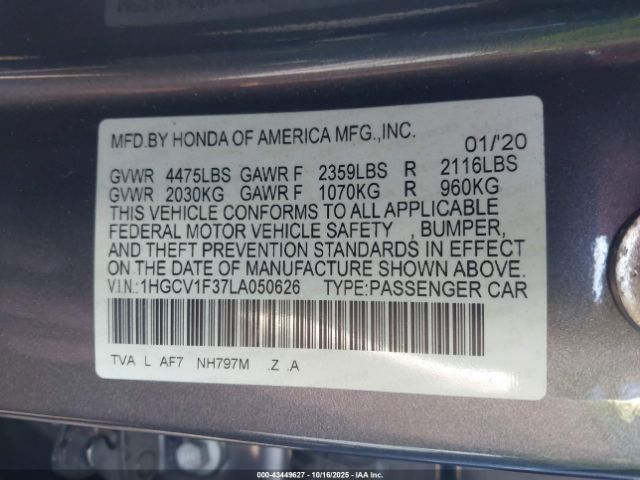 MFD.BY HONDA OF AMERICA MFG.,INC. 01/'20
GVWR 4475LBS GAWR F 2359LBS R 2116LBS
GVWR 2030KG GAWR F 1070KG R 960KG
THIS VEHICLE CONFORMS TO ALL APPLICABLE
FEDERAL MOTOR VEHICLE SAFETY , BUMPER,
AND THEFT PREVENTION STANDARDS IN EFFECT
ON THE DATE OF MANUFACTURE SHOWN ABOVE.
V.I.N.:1HGCV1F37LA050626 TYPE:PASSENGER CAR
TVA L AF7 NH797M .Z .A
000-43449627 - 10/16/2025 - IAA Inc.